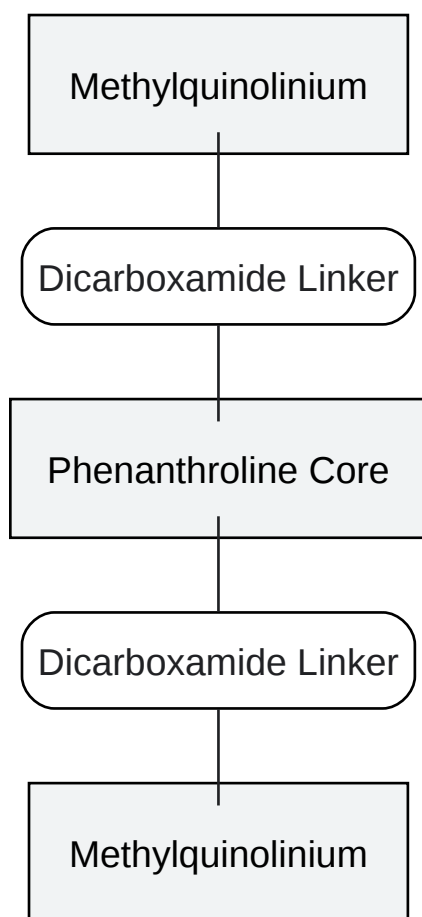 Methylquinolinium
Dicarboxamide Linker
Phenanthroline Core
Dicarboxamide Linker
Methylquinolinium